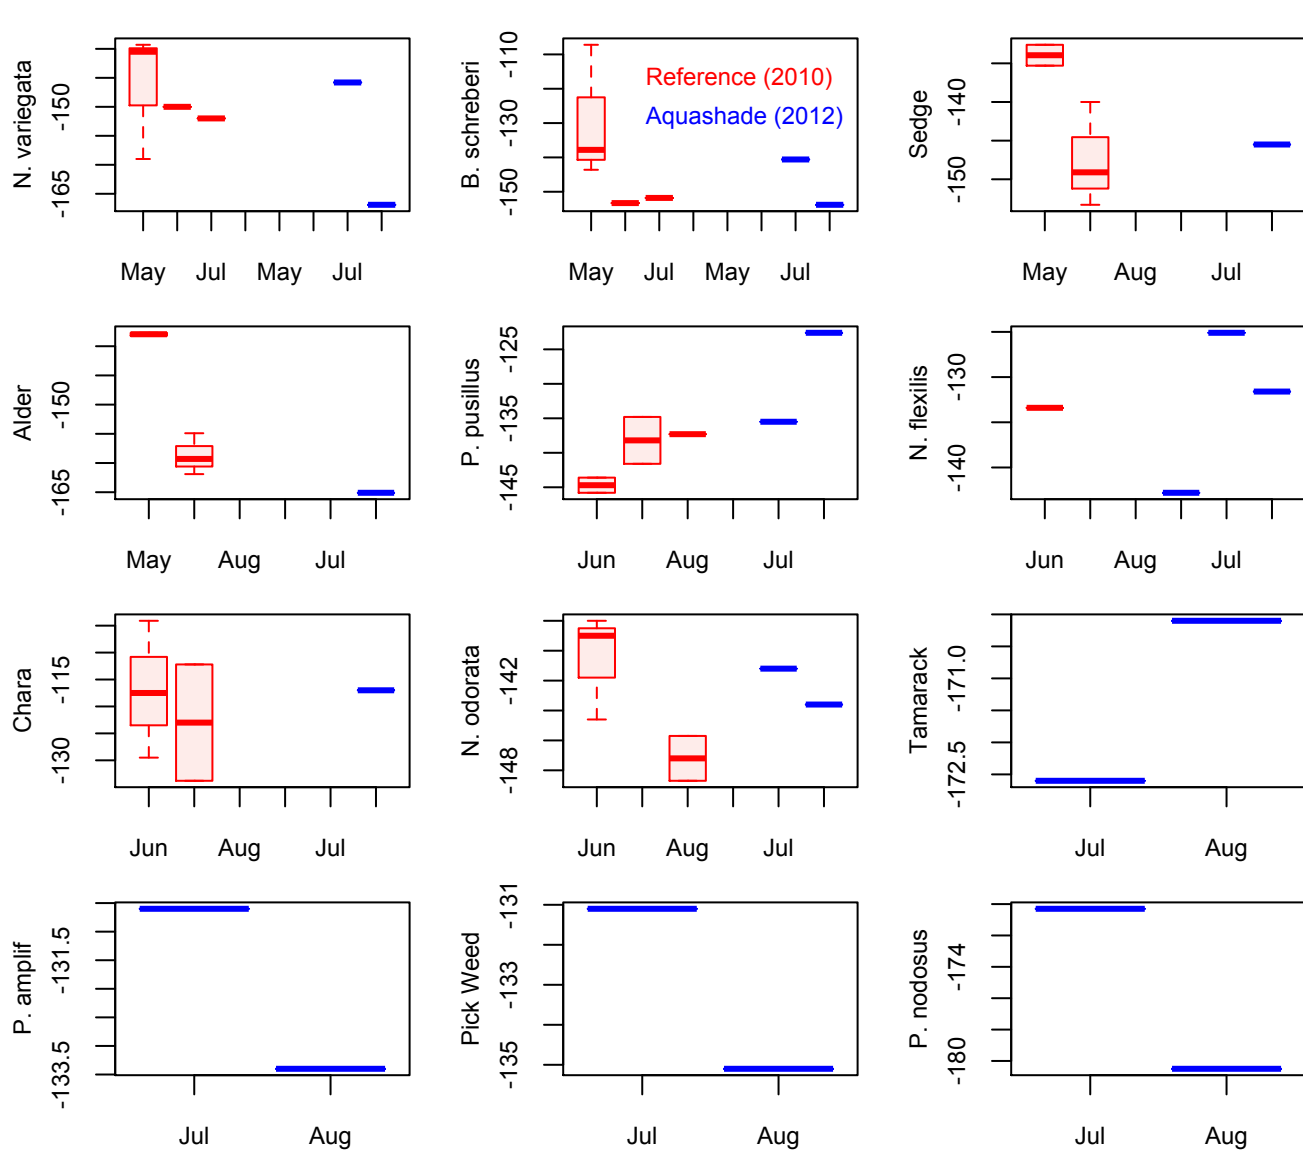 N. variegata
-150
-165
May Jul May Jul
B. schreberi
-110
-130
-150
Reference (2010)
Aquashade (2012)
May Jul May Jul
Sedge
-140
-150
May Aug Jul
Alder
-150
-165
May Aug Jul
P. pusillus
-125
-135
-145
Jun Aug Jul
N. flexilis
-130
-140
Jun Aug Jul
Chara
-115
-130
Jun Aug Jul
N. odorata
-142
-148
Jun Aug Jul
Tamarack
-171.0
-172.5
Jul Aug
P. amplif
-131.5
-133.5
Jul Aug
Pick Weed
-131
-133
-135
Jul Aug
P. nodosus
-174
-180
Jul Aug